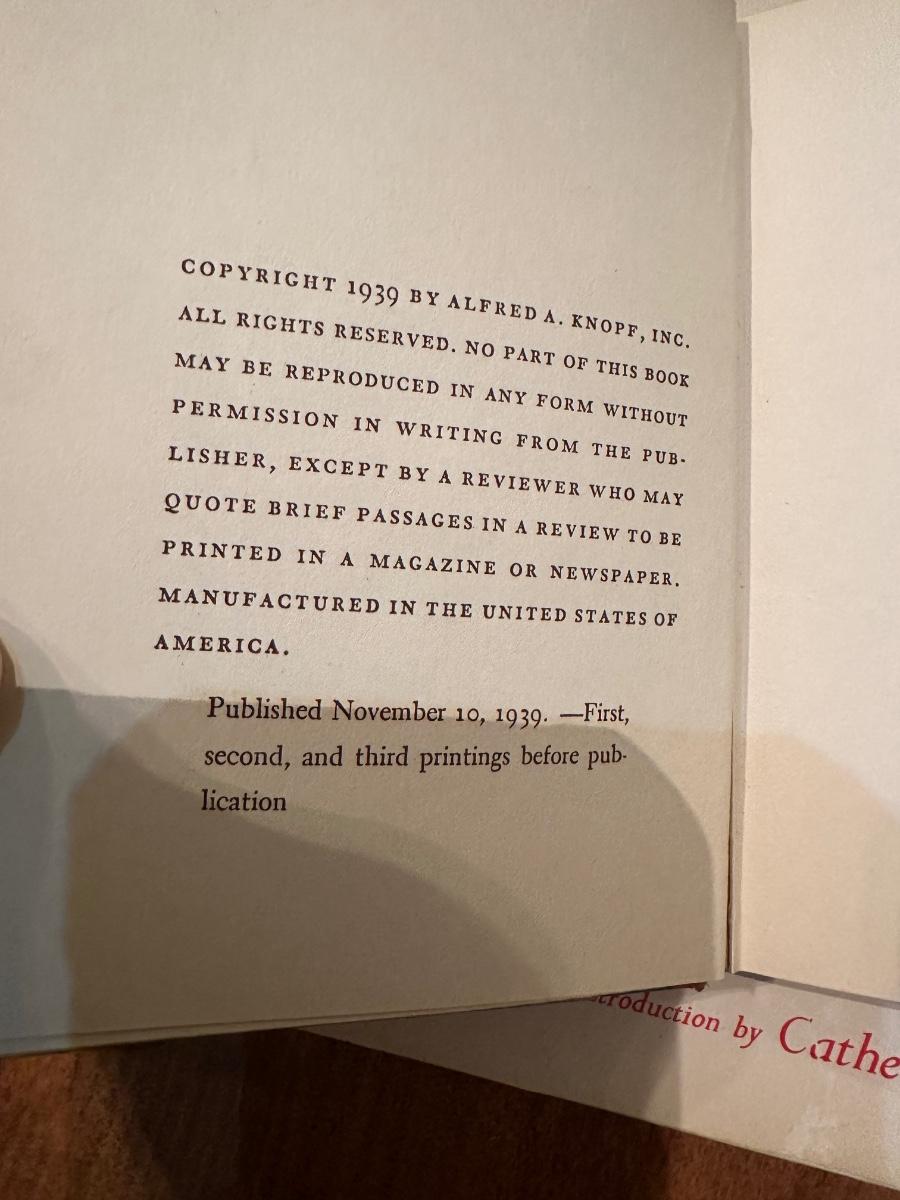 COPYRIGHT 1939 BY ALFRED A. KNOPF, INC.
ALL RIGHTS RESERVED. NO PART OF THIS BOOK
MAY BE REPRODUCED IN ANY FORM WITHOUT
PERMISSION IN WRITING FROM THE PUB-
LISHER, EXCEPT BY A REVIEWER WHO MAY
QUOTE BRIEF PASSAGES IN A REVIEW TO BE
PRINTED IN A MAGAZINE OR NEWSPAPER.
MANUFACTURED IN THE UNITED STATES OF
AMERICA.
Published November 10, 1939. —First,
second, and third printings before pub-
lication
troduction by Cathe